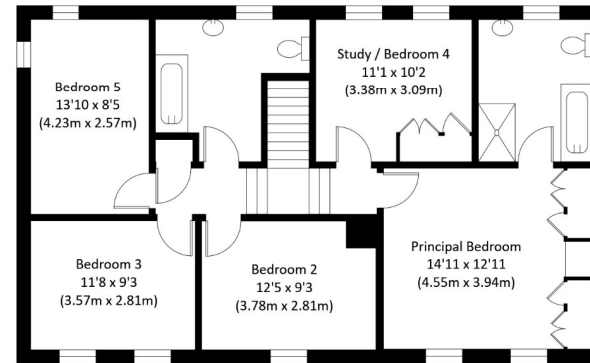 Bedroom 5
13'10 x 8'5
(4.23m x 2.57m)
Study / Bedroom 4
11'1 x 10'2
(3.38m x 3.09m)
Bedroom 3
11'8 x 9'3
(3.57m x 2.81m)
Bedroom 2
12'5 x 9'3
(3.78m x 2.81m)
Principal Bedroom
14'11 x 12'11
(4.55m x 3.94m)